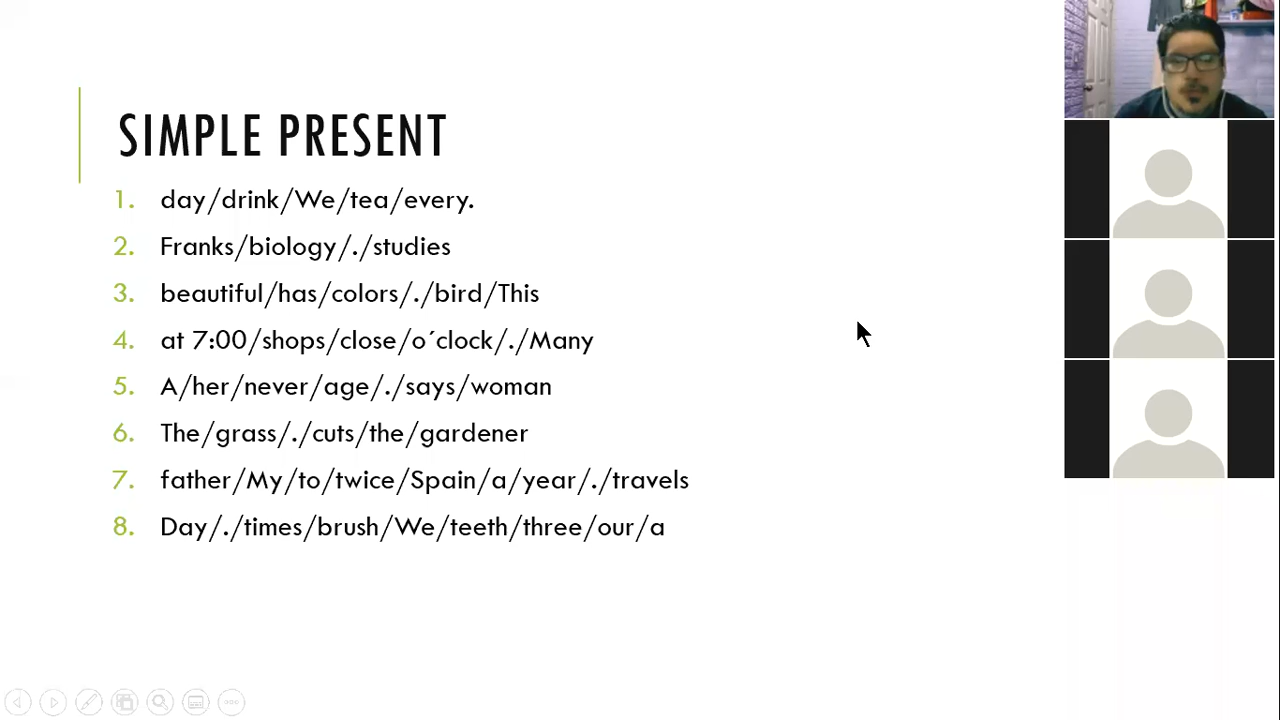 SIMPLE PRESENT
1. day/drink/We/tea/every.
2. Franks/biology/./studies
3. beautiful/has/colors/./bird/This
4. at 7:00/shops/close/o´clock/./Many
5. A/her/never/age/./says/woman
6. The/grass/./cuts/the/gardener
7. father/My/to/twice/Spain/a/year/./travels
8. Day/./times/brush/We/teeth/three/our/a